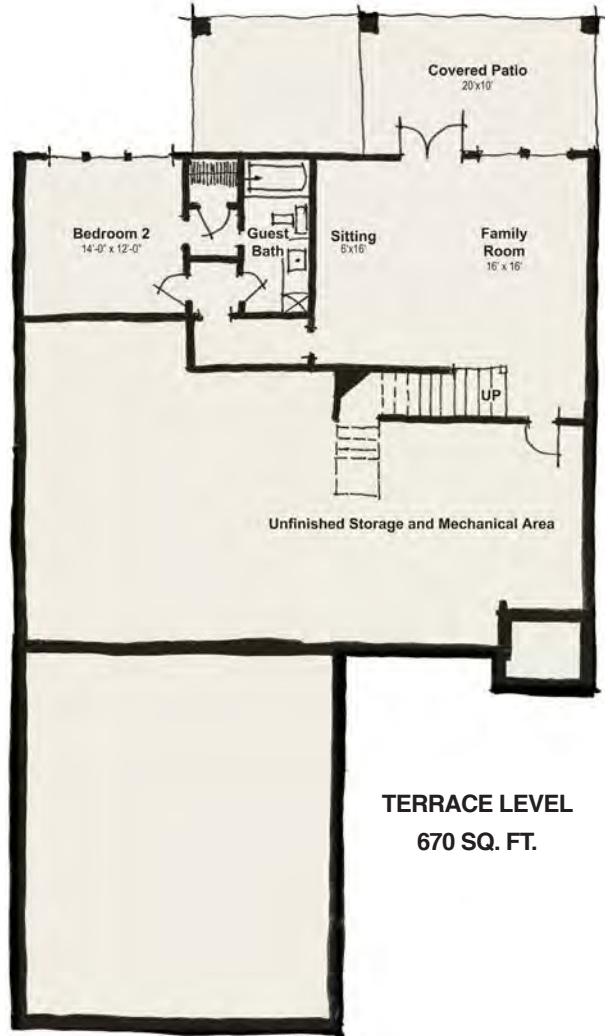 Covered Patio
20'x10'
Bedroom 2
14'-0" x 12'-0"
Guest
Bath
Sitting
6'x16'
Family
Room
16' x 16'
UP
Unfinished Storage and Mechanical Area
TERRACE LEVEL
670 SQ. FT.